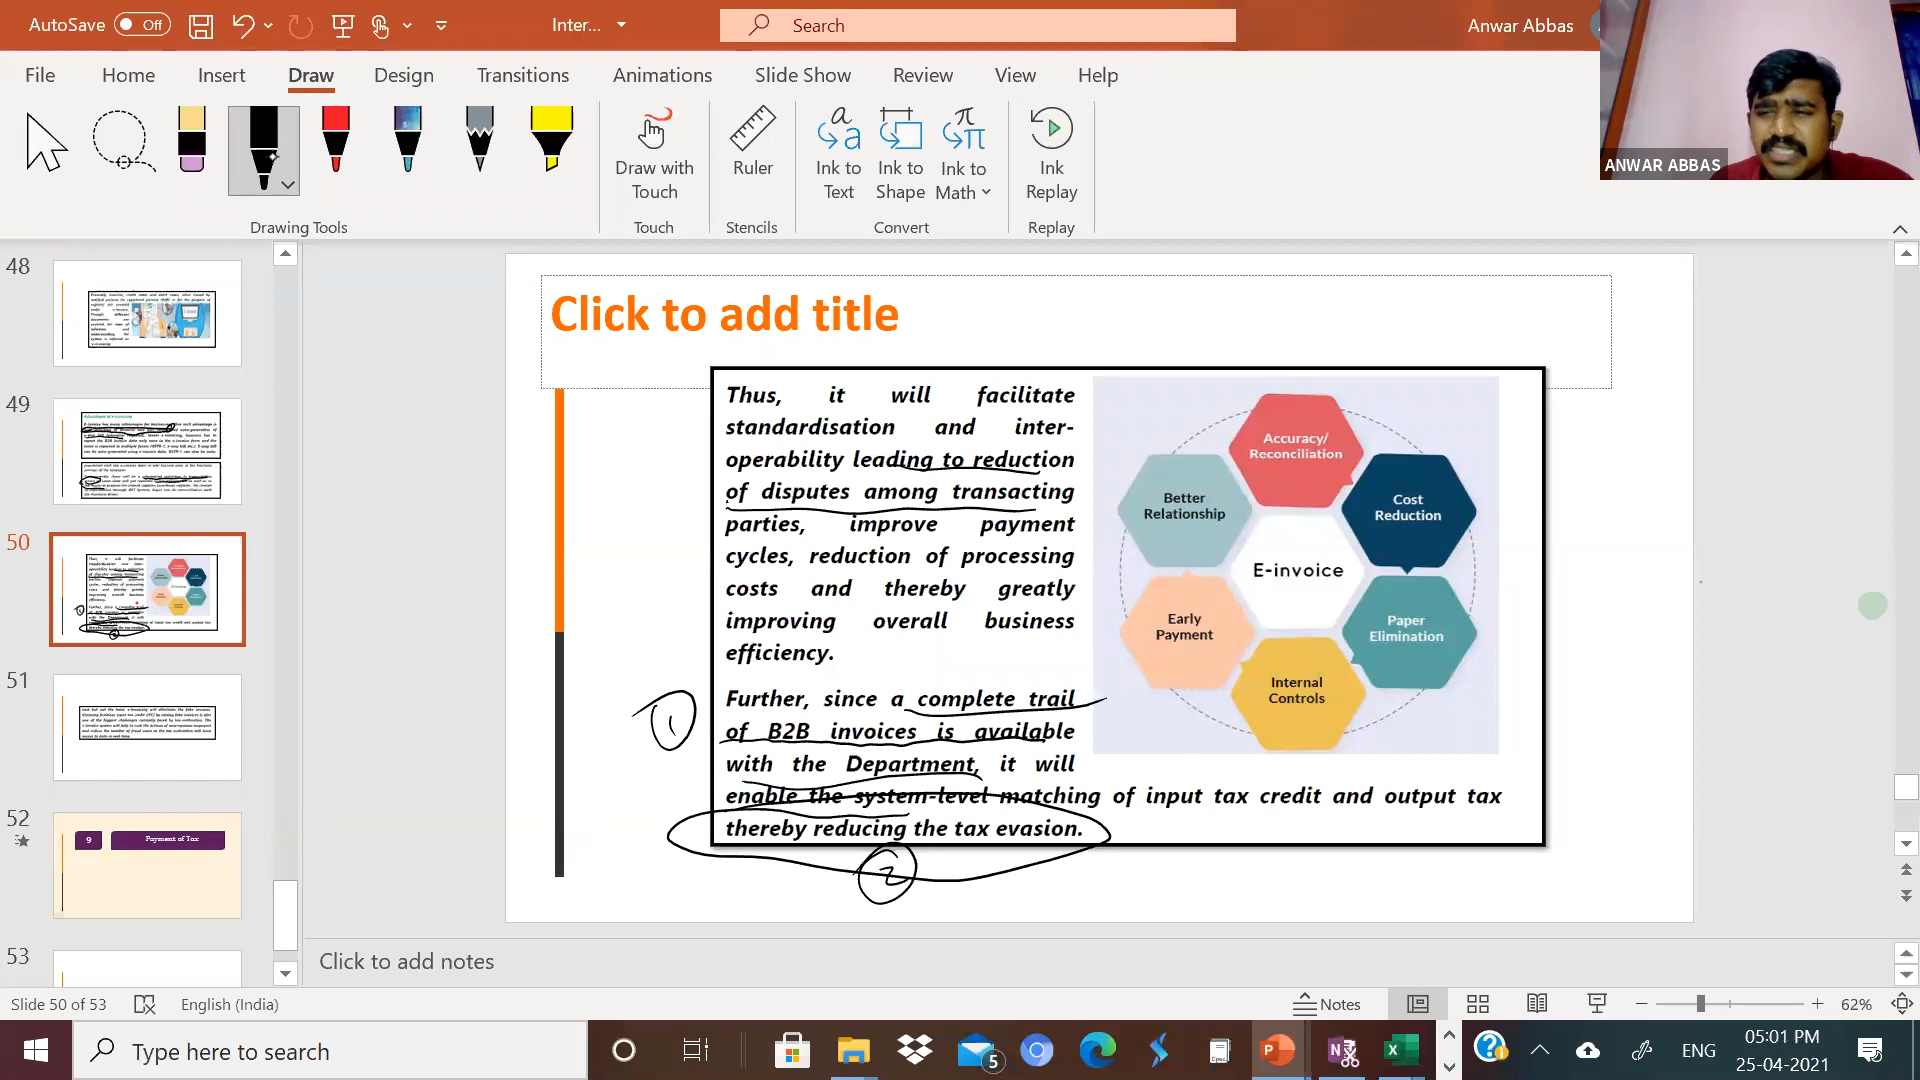 AutoSave Off
Inter...
Search
Anwar Abbas
File Home Insert Draw Design Transitions Animations Slide Show Review View Help
Draw with Touch
Ruler
Ink to Text
Ink to Shape
Ink to Math
Ink Replay
Drawing Tools
Touch
Stencils
Convert
Replay
ANWAR ABBAS
48
49
50
51
52
9 Payment of Tax
53
Click to add title
Thus, it will facilitate
standardisation and inter-
operability leading to reduction
of disputes among transacting
parties, improve payment
cycles, reduction of processing
costs and thereby greatly
improving overall business
efficiency.
Further, since a complete trail
of B2B invoices is available
with the Department, it will
enable the system-level matching of input tax credit and output tax
thereby reducing the tax evasion.
1
2
Accuracy/
Reconciliation
Cost
Reduction
Paper
Elimination
Internal
Controls
Early
Payment
Better
Relationship
E-invoice
Click to add notes
Slide 50 of 53
English (India)
Notes
62%
Type here to search
5
ENG
05:01 PM
25-04-2021